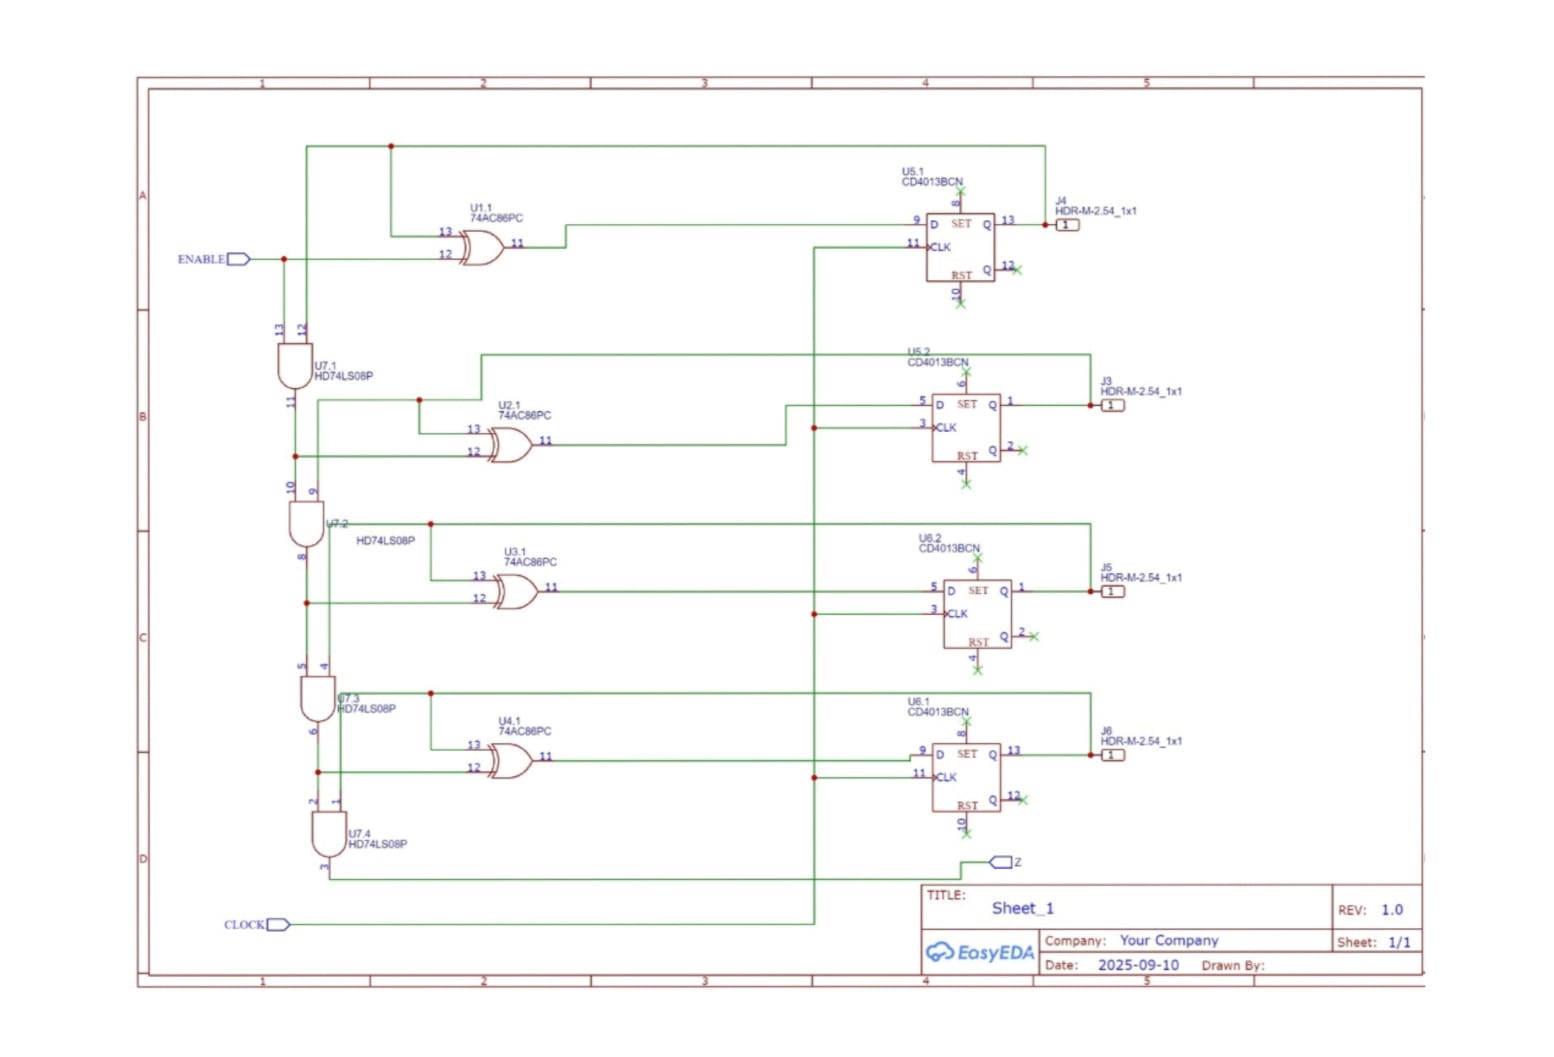 1 2 3 4 5
A
B
C
D
U5.1
CD4013BCN
8
9 D SET Q 13
11 CLK
RST Q 12
10
J4
HDR-M-2.54_1x1
1
U1.1
74AC86PC
13
12
11
ENABLE
13 12
U7.1
HD74LS08P
11
U5.2
CD4013BCN
6
5 D SET Q 1
3 CLK
RST Q 2
4
J3
HDR-M-2.54_1x1
1
U2.1
74AC86PC
13
12
11
10 9
U7.2
HD74LS08P
8
U3.1
74AC86PC
13
12
11
U6.2
CD4013BCN
6
5 D SET Q 1
3 CLK
RST Q 2
4
J5
HDR-M-2.54_1x1
1
5 4
U7.3
HD74LS08P
6
U4.1
74AC86PC
13
12
11
U6.1
CD4013BCN
8
9 D SET Q 13
11 CLK
RST Q 12
10
J6
HDR-M-2.54_1x1
1
2 1
U7.4
HD74LS08P
3
Z
CLOCK
TITLE:
Sheet_1
REV: 1.0
EasyEDA
Company: Your Company
Sheet: 1/1
Date: 2025-09-10 Drawn By:
1 2 3 4 5